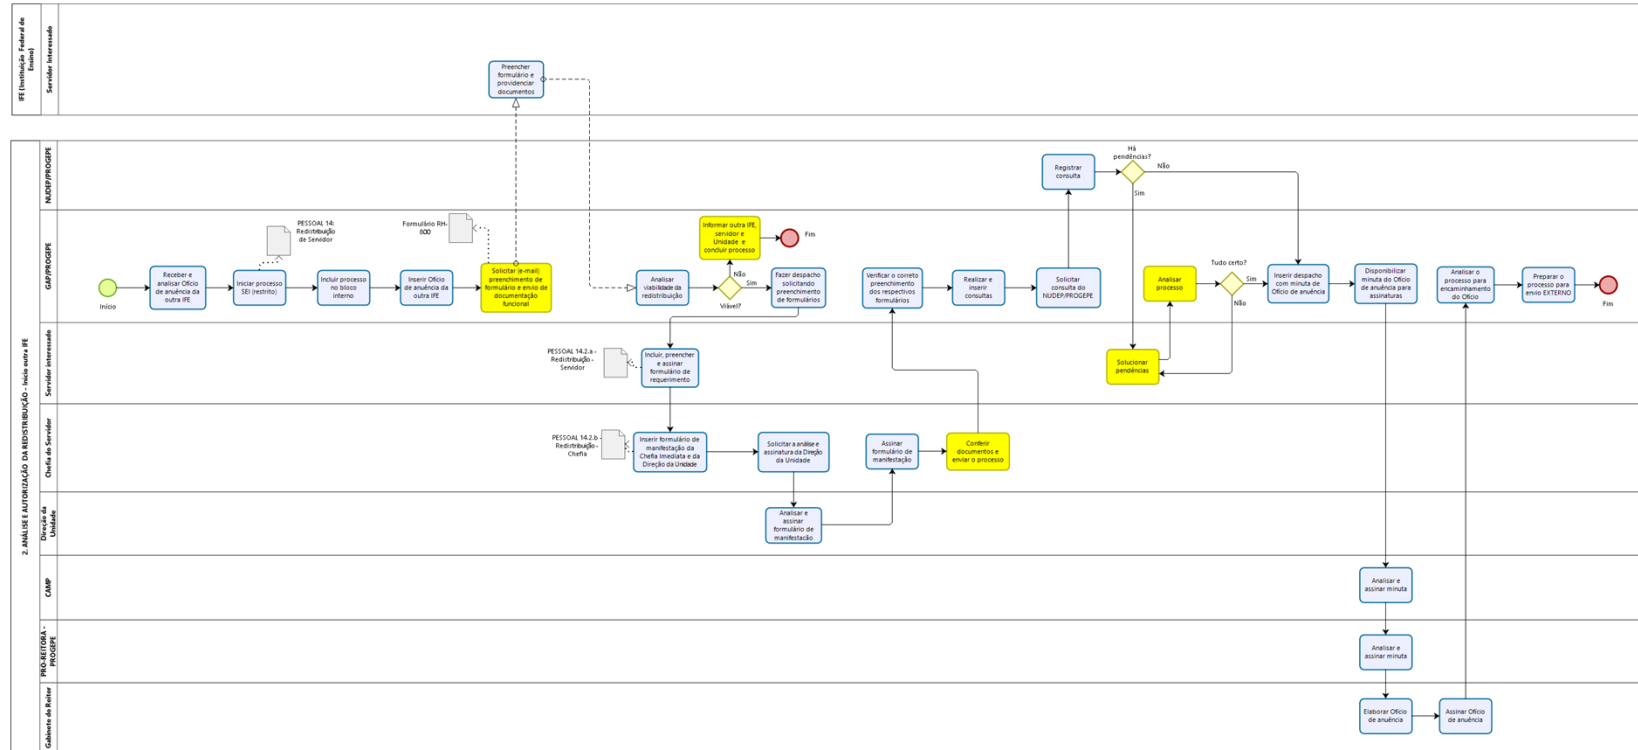 IFE (Instituição Federal de
Ensino)
Servidor Interessado
Preencher
formulário e
providenciar
documentos
2. ANÁLISE E AUTORIZAÇÃO DA REDISTRIBUIÇÃO - Início outra IFE
NUDEP/PROGEPE
Registrar
consulta
Há
pendências?
Não
Sim
GAAP/PROGEPE
Início
Receber e
analisar Ofício
de anuência da
outra IFE
PESSOAL 14:
Redistribuição
de Servidor
Iniciar processo
SEI (restrito)
Incluir processo
no bloco
interno
Inserir Ofício
de anuência da
outra IFE
Formulário RH-
800
Solicitar (e-mail)
preenchimento de
formulário e envio de
documentação
funcional
Analisar
viabilidade da
redistribuição
Informar outra IFE,
servidor e
Unidade e
concluir processo
Fim
Não
Sim
Viável?
Fazer despacho
solicitando
preenchimento
de formulários
Verificar o correto
preenchimento
dos respectivos
formulários
Realizar e
inserir
consultas
Solicitar
consulta do
NUDEP/PROGEPE
Analisar
processo
Tudo certo?
Sim
Não
Inserir despacho
com minuta de
Ofício de anuência
Disponibilizar
minuta do Ofício
de anuência para
assinaturas
Analisar o
processo para
encaminhamento
do Ofício
Preparar o
processo para
envio EXTERNO
Fim
Servidor interessado
PESSOAL 14.2.a -
Redistribuição -
Servidor
Incluir, preencher
e assinar
formulário de
requerimento
Solucionar
pendências
Chefia do Servidor
PESSOAL 14.2.b -
Redistribuição -
Chefia
Inserir formulário de
manifestação da
Chefia Imediata e da
Direção da Unidade
Solicitar a análise e
assinatura da Direção
da Unidade
Assinar
formulário de
manifestação
Conferir
documentos e
enviar o processo
Direção da
Unidade
Analisar e
assinar
formulário de
manifestação
CAMP
Analisar e
assinar minuta
PRO-REITORA -
PROGEPE
Analisar e
assinar minuta
Gabinete do Reitor
Elaborar Ofício
de anuência
Assinar Ofício
de anuência